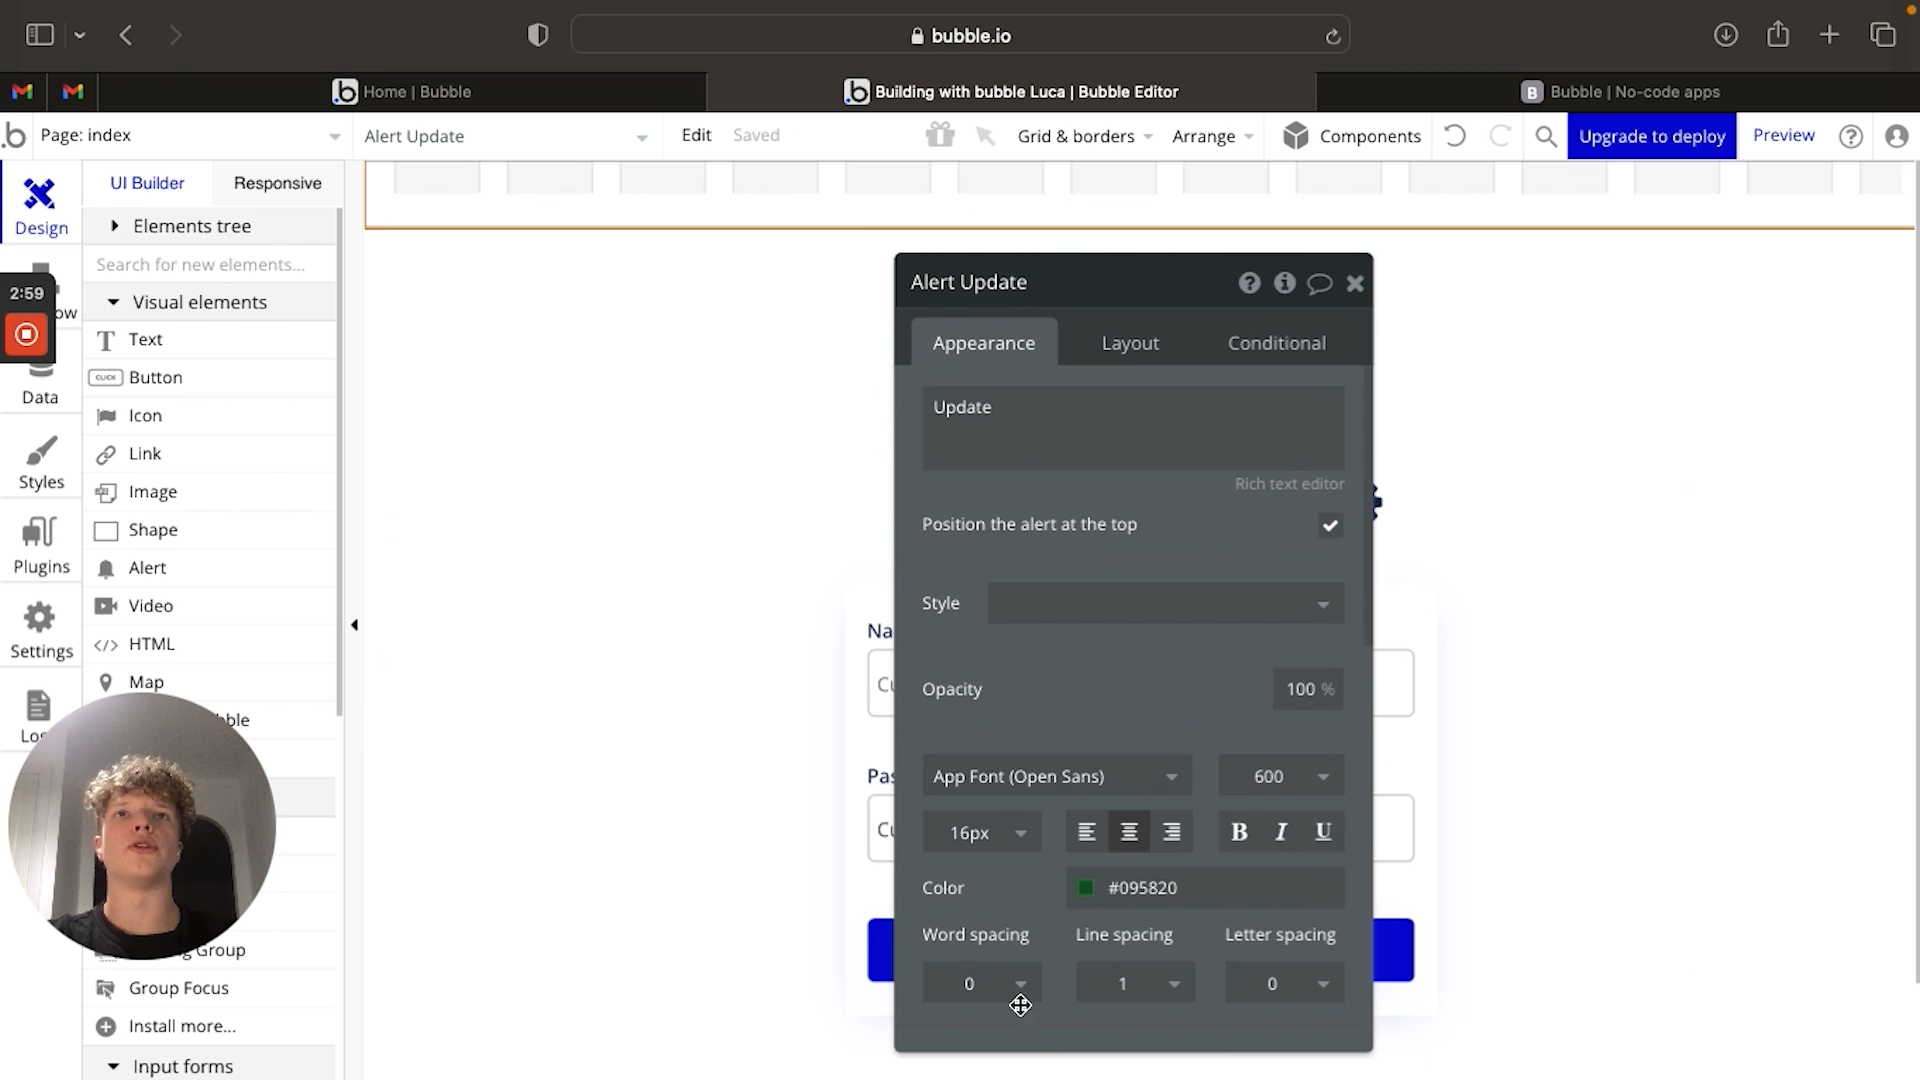 bubble.io
Home | Bubble
Building with bubble Luca | Bubble Editor
B Bubble | No-code apps
b Page: index
Alert Update
Edit
Saved
Grid & borders
Arrange
Components
Upgrade to deploy
Preview
UI Builder
Responsive
Design
Elements tree
Search for new elements...
2:59
Visual elements
T Text
CLICK Button
Data
Icon
Link
Styles
Image
Shape
Plugins
Alert
Video
Settings
</> HTML
Map
Group Focus
Install more...
Input forms
Alert Update
Appearance
Layout
Conditional
Update
Rich text editor
Position the alert at the top
Style
Opacity
100 %
App Font (Open Sans)
600
16px
B I U
Color
#095820
Word spacing
Line spacing
Letter spacing
0
1
0